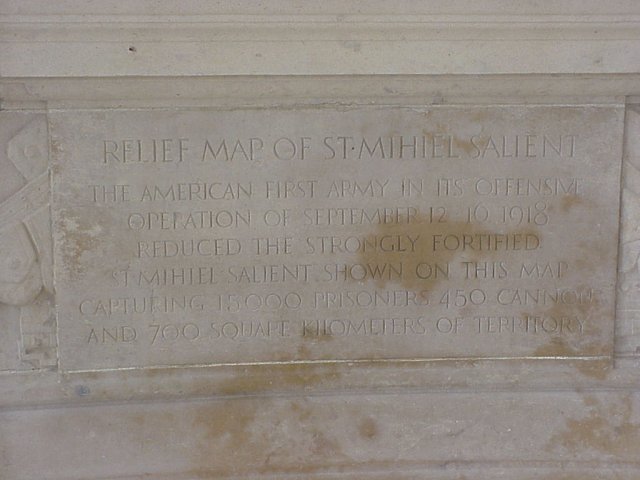 RELIEF MAP OF ST·MIHIEL SALIENT
THE AMERICAN FIRST ARMY IN ITS OFFENSIVE
OPERATION OF SEPTEMBER 12-16 1918
REDUCED THE STRONGLY FORTIFIED
ST MIHIEL SALIENT SHOWN ON THIS MAP
CAPTURING 15000 PRISONERS 450 CANNON
AND 700 SQUARE KILOMETERS OF TERRITORY